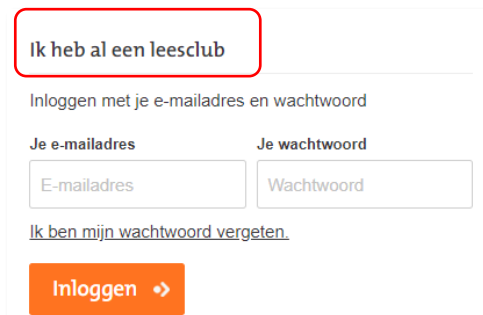 Ik heb al een leesclub
Inloggen met je e-mailadres en wachtwoord
Je e-mailadres Je wachtwoord
E-mailadres Wachtwoord
Ik ben mijn wachtwoord vergeten.
Inloggen